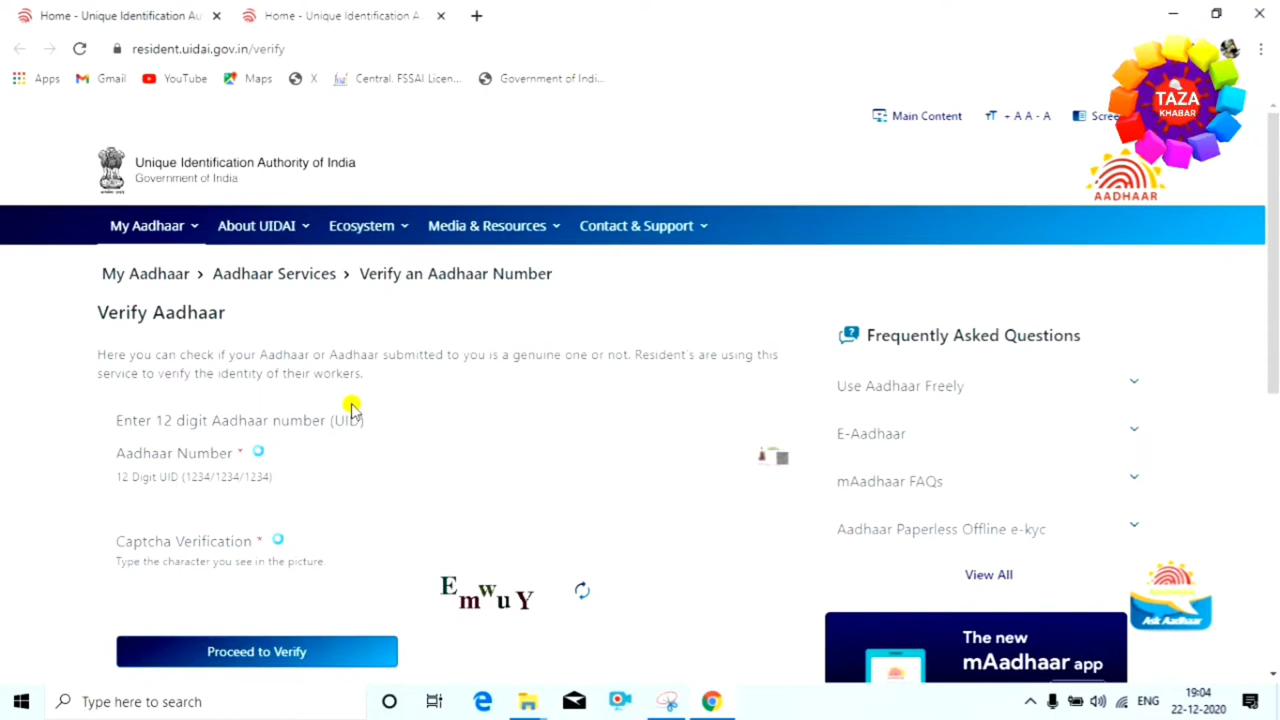 Home - Unique Identification Au
Home - Unique Identification A
resident.uidai.gov.in/verify
Apps Gmail YouTube Maps X Central. FSSAI Licen... Government of Indi...
TAZA
KHABAR
Main Content + A A - A Scre
Unique Identification Authority of India
Government of India
AADHAAR
My Aadhaar About UIDAI Ecosystem Media & Resources Contact & Support
My Aadhaar > Aadhaar Services > Verify an Aadhaar Number
Verify Aadhaar
Here you can check if your Aadhaar or Aadhaar submitted to you is a genuine one or not. Resident's are using this
service to verify the identity of their workers.
Enter 12 digit Aadhaar number (UID)
Aadhaar Number *
12 Digit UID (1234/1234/1234)
Captcha Verification *
Type the character you see in the picture.
EmwuY
Proceed to Verify
Frequently Asked Questions
Use Aadhaar Freely
E-Aadhaar
mAadhaar FAQs
Aadhaar Paperless Offline e-kyc
View All
Ask Aadhaar
The new
mAadhaar app
Type here to search
ENG
19:04
22-12-2020